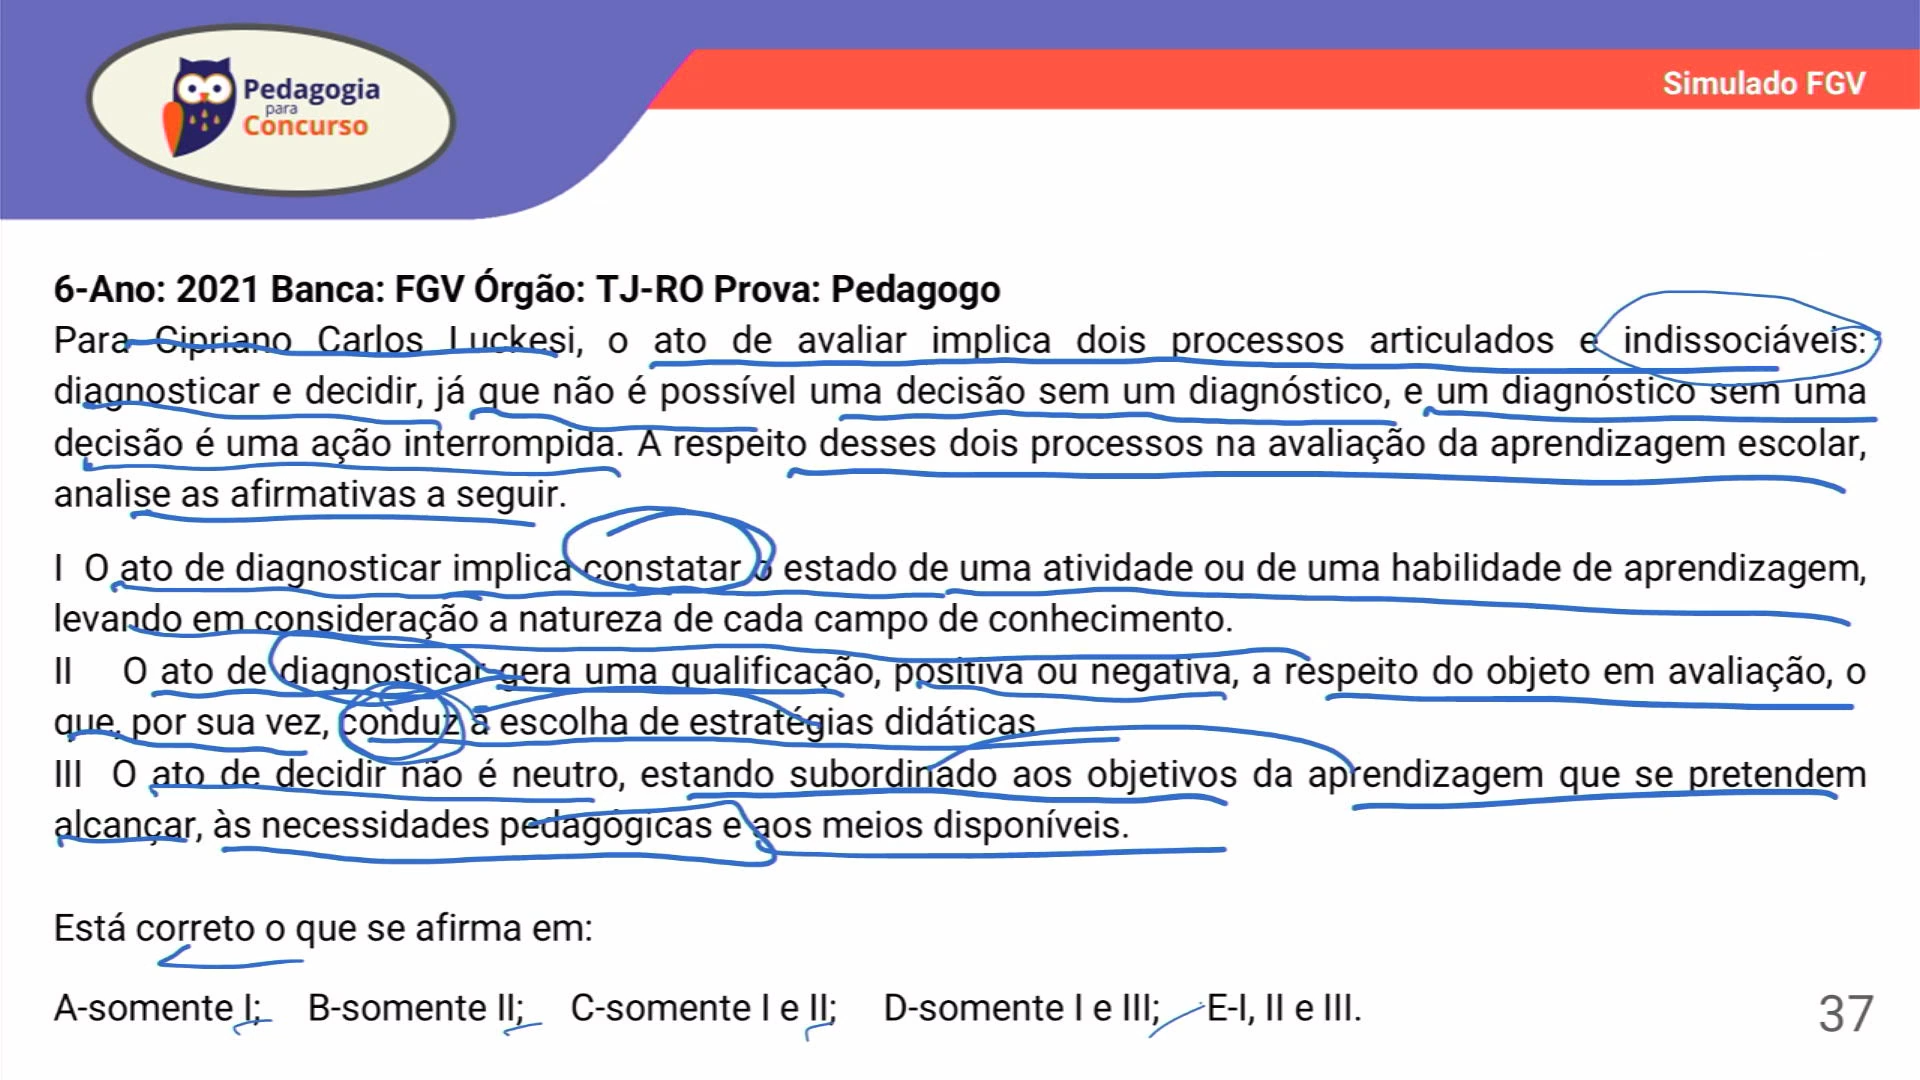 Pedagogia
para
Concurso
Simulado FGV
6-Ano: 2021 Banca: FGV Órgão: TJ-RO Prova: Pedagogo
Para Cipriano Carlos Luckesi, o ato de avaliar implica dois processos articulados e indissociáveis:
diagnosticar e decidir, já que não é possível uma decisão sem um diagnóstico, e um diagnóstico sem uma
decisão é uma ação interrompida. A respeito desses dois processos na avaliação da aprendizagem escolar,
analise as afirmativas a seguir.
I O ato de diagnosticar implica constatar o estado de uma atividade ou de uma habilidade de aprendizagem,
levando em consideração a natureza de cada campo de conhecimento.
II O ato de diagnosticar gera uma qualificação, positiva ou negativa, a respeito do objeto em avaliação, o
que, por sua vez, conduz à escolha de estratégias didáticas.
III O ato de decidir não é neutro, estando subordinado aos objetivos da aprendizagem que se pretendem
alcançar, às necessidades pedagógicas e aos meios disponíveis.
Está correto o que se afirma em:
A-somente I; B-somente II; C-somente I e II; D-somente I e III; E-I, II e III.
37